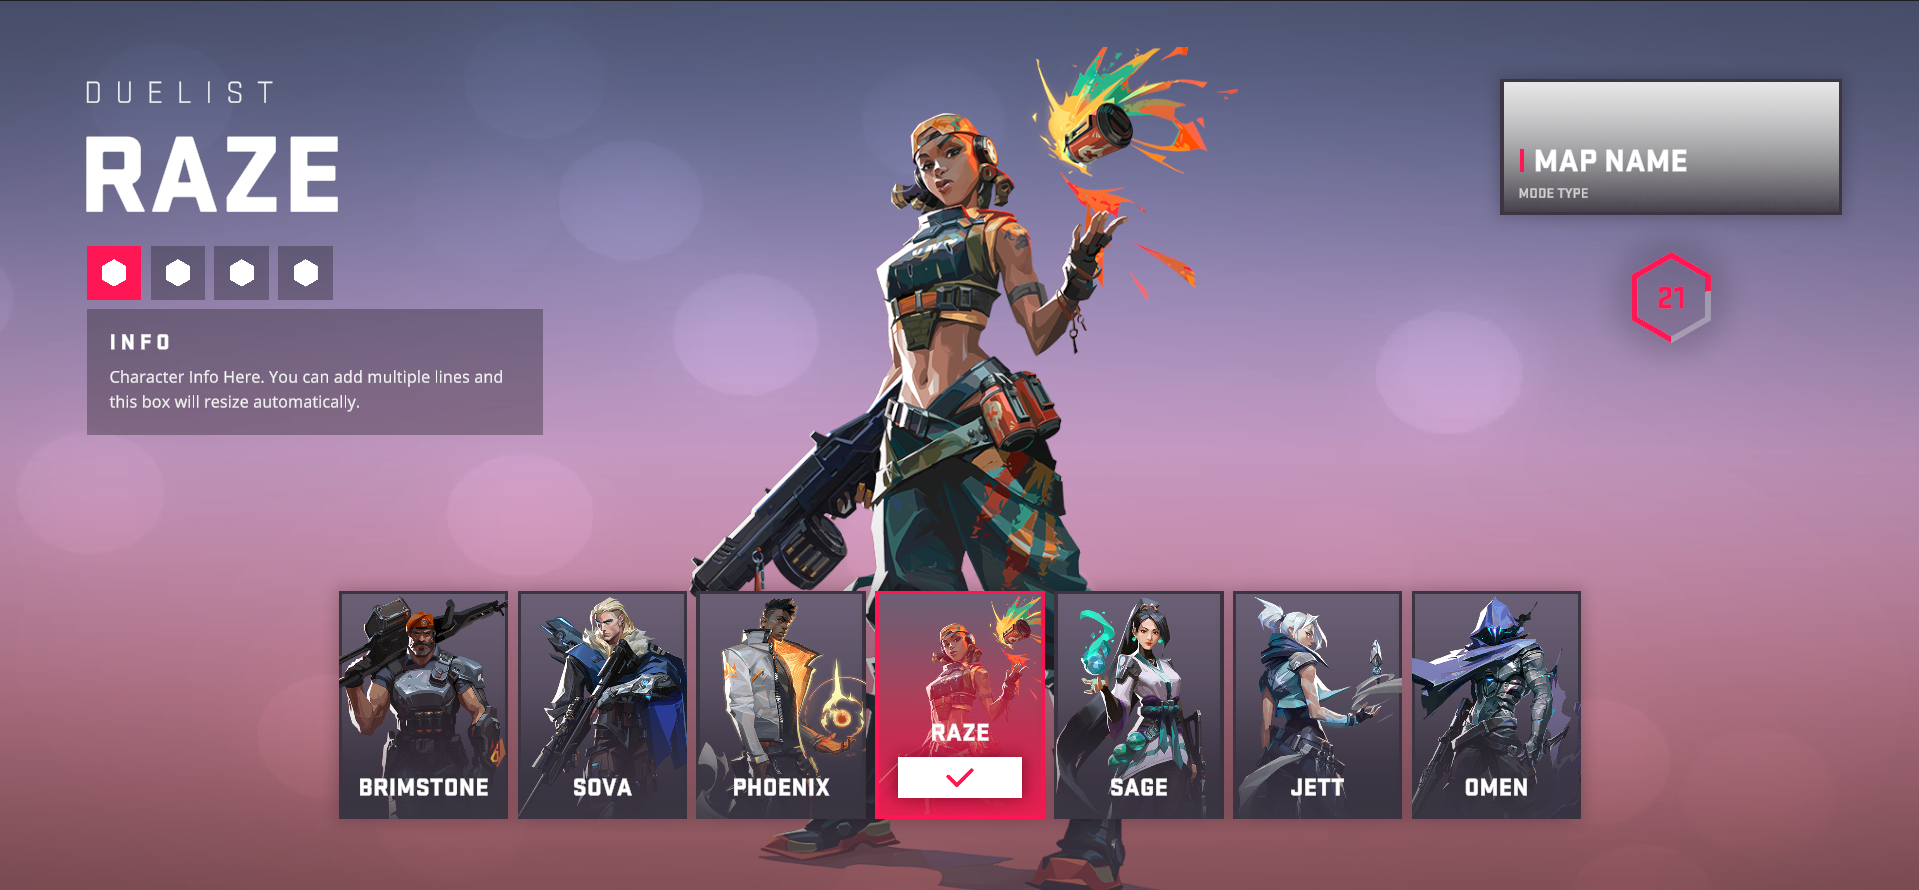 DUELIST
RAZE
INFO
Character Info Here. You can add multiple lines and
this box will resize automatically.
MAP NAME
MODE TYPE
21
BRIMSTONE
SOVA
PHOENIX
RAZE
SAGE
JETT
OMEN